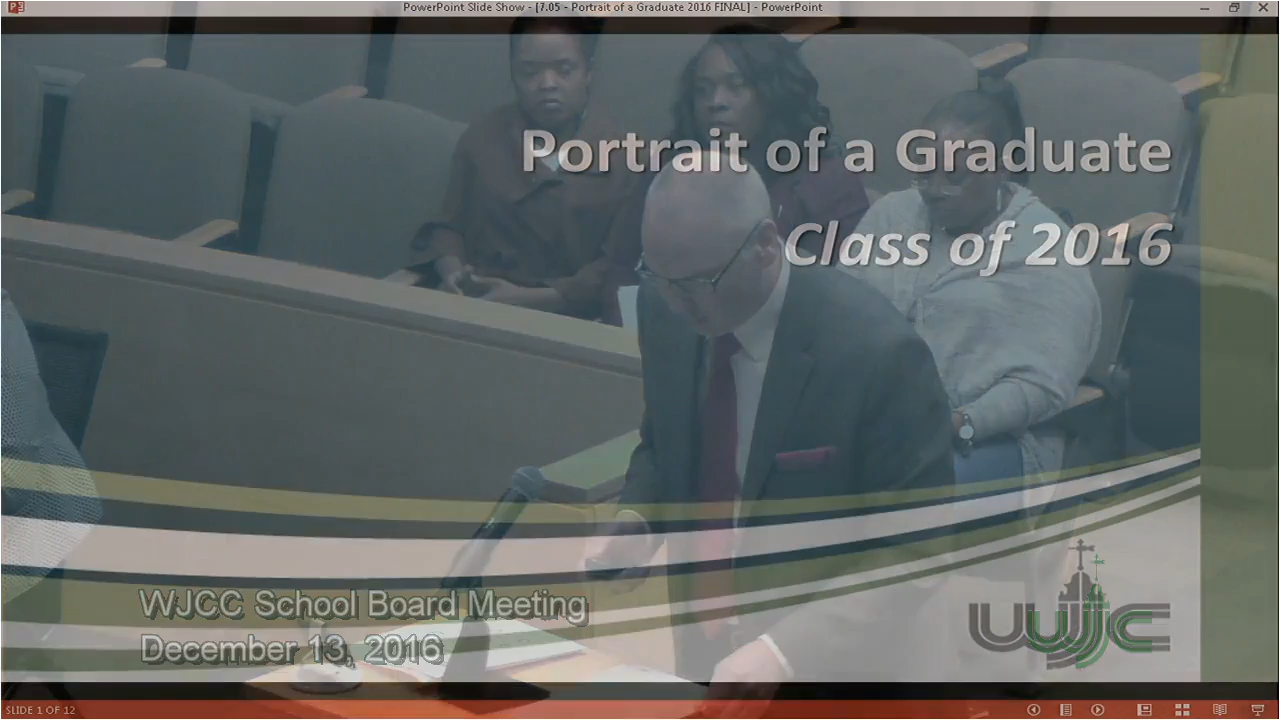 PowerPoint Slide Show - [7.05 - Portrait of a Graduate 2016 FINAL] - PowerPoint
Portrait of a Graduate
Class of 2016
WJCC School Board Meeting
December 13, 2016
WJCC
SLIDE 1 OF 12